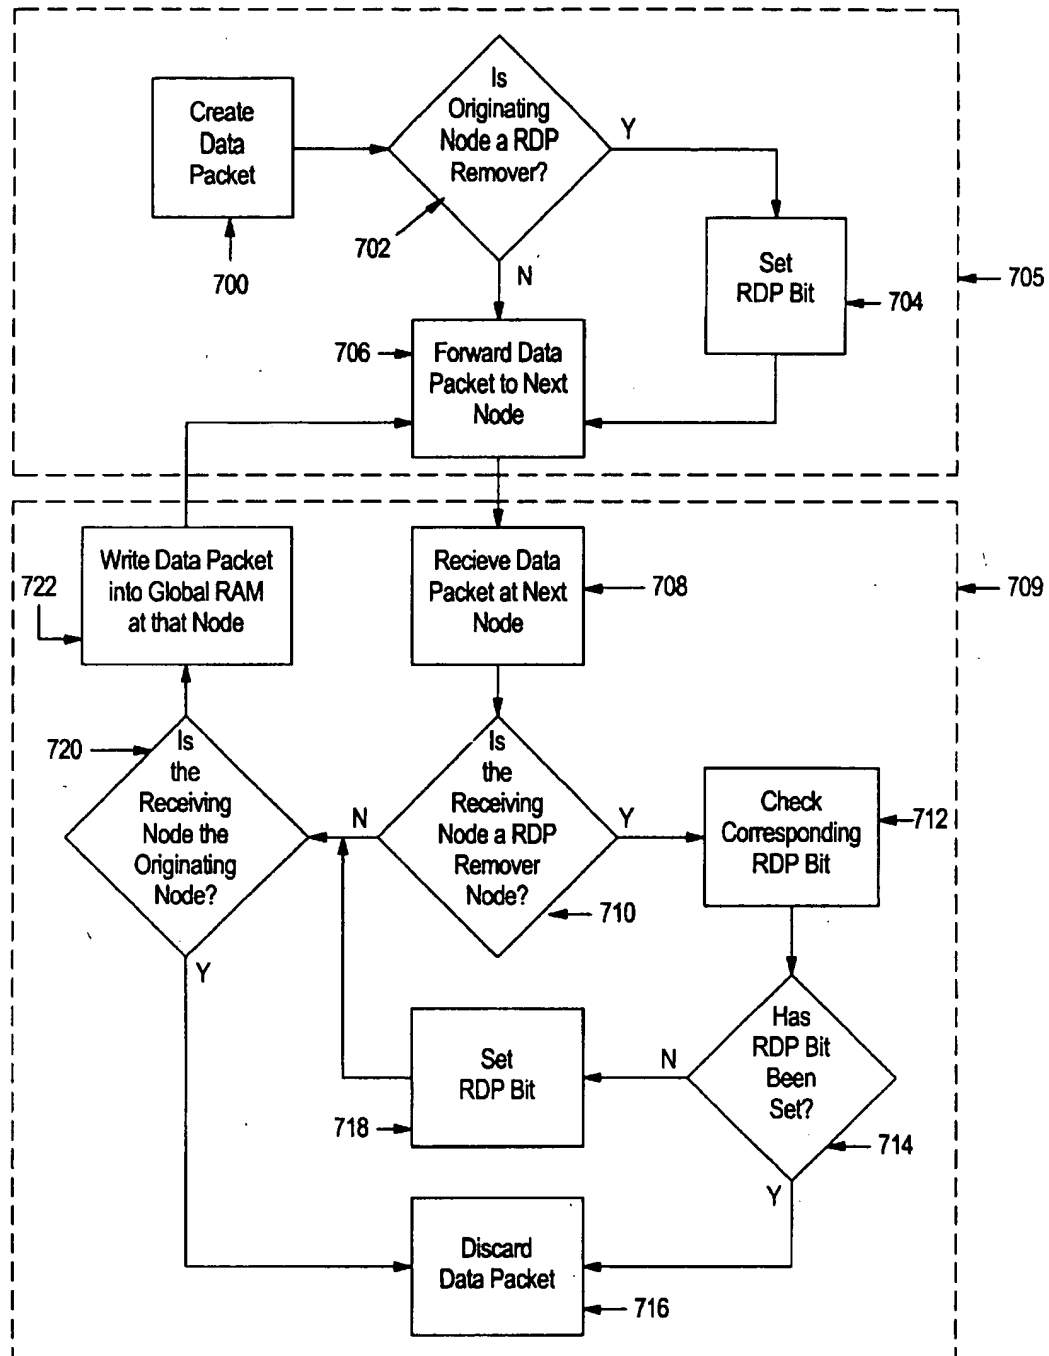 Create
Data
Packet
700
Is
Originating
Node a RDP
Remover?
702
Y
N
Set
RDP Bit
704
705
706
Forward Data
Packet to Next
Node
722
Write Data Packet
into Global RAM
at that Node
Recieve Data
Packet at Next
Node
708
709
720
Is
the
Receiving
Node the
Originating
Node?
Y
N
Is
the
Receiving
Node a RDP
Remover
Node?
710
Y
Check
Corresponding
RDP Bit
712
Has
RDP Bit
Been
Set?
714
N
Y
Set
RDP Bit
718
Discard
Data Packet
716